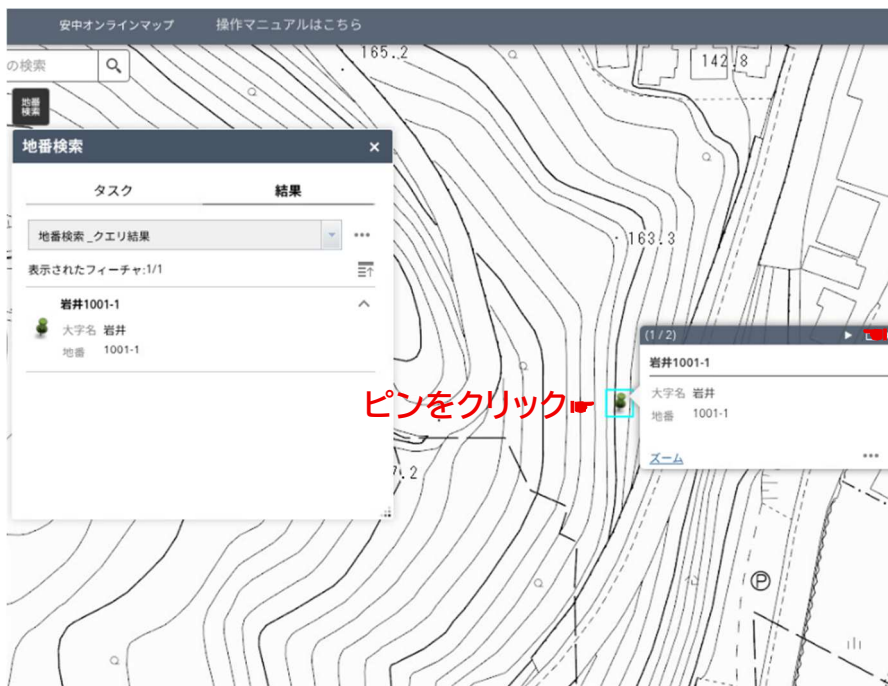 安中オンラインマップ 操作マニュアルはこちら
の検索
地番
検索
地番検索 ×
タスク 結果
地番検索_クエリ結果
表示されたフィーチャ:1/1
岩井1001-1
大字名 岩井
地番 1001-1
165.2
142.8
163.3
(1/2)
岩井1001-1
大字名 岩井
地番 1001-1
ズーム
ピンをクリック☛
7.2
P